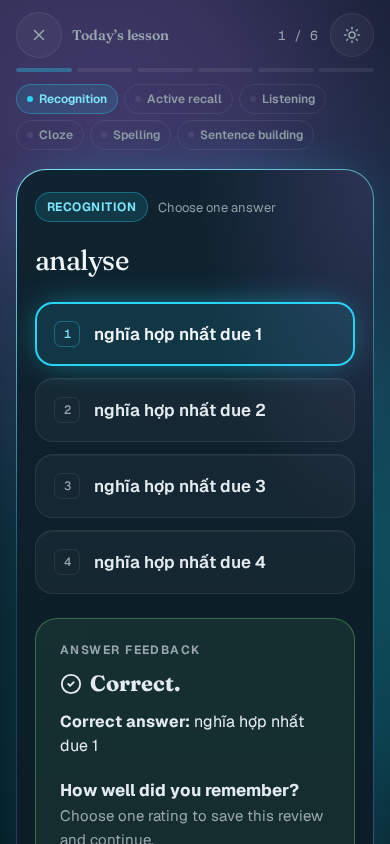 Today's lesson
1 / 6
Recognition
Active recall
Listening
Cloze
Spelling
Sentence building
RECOGNITION
Choose one answer
analyse
1 nghĩa hợp nhất due 1
2 nghĩa hợp nhất due 2
3 nghĩa hợp nhất due 3
4 nghĩa hợp nhất due 4
ANSWER FEEDBACK
Correct.
Correct answer: nghĩa hợp nhất
due 1
How well did you remember?
Choose one rating to save this review
and continue.